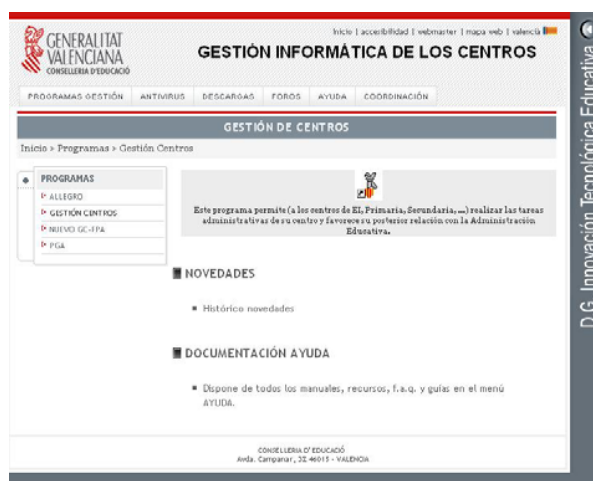 GENERALITAT
VALENCIANA
CONSELLERIA D'EDUCACIÓ
Inicio | accesibilidad | webmaster | mapa web | valencià
GESTIÓN INFORMÁTICA DE LOS CENTROS
PROGRAMAS GESTIÓN ANTIVIRUS DESCARGAS FOROS AYUDA COORDINACIÓN
GESTIÓN DE CENTROS
Inicio » Programas » Gestión Centros
PROGRAMAS
ALLEGRO
GESTIÓN CENTROS
NUEVO GC-FPA
PGA
Este programa permite (a los centros de EI, Primaria, Secundaria, ...) realizar las tareas
administrativas de su centro y favorece su posterior relación con la Administración
Educativa.
NOVEDADES
Histórico novedades
DOCUMENTACIÓN AYUDA
Dispone de todos los manuales, recursos, f.a.q. y guías en el menú
AYUDA.
CONSELLERIA D'EDUCACIÓ
Avda. Campanar, 32 46015 - VALENCIA
D.G. Innovación Tecnológica Educativa